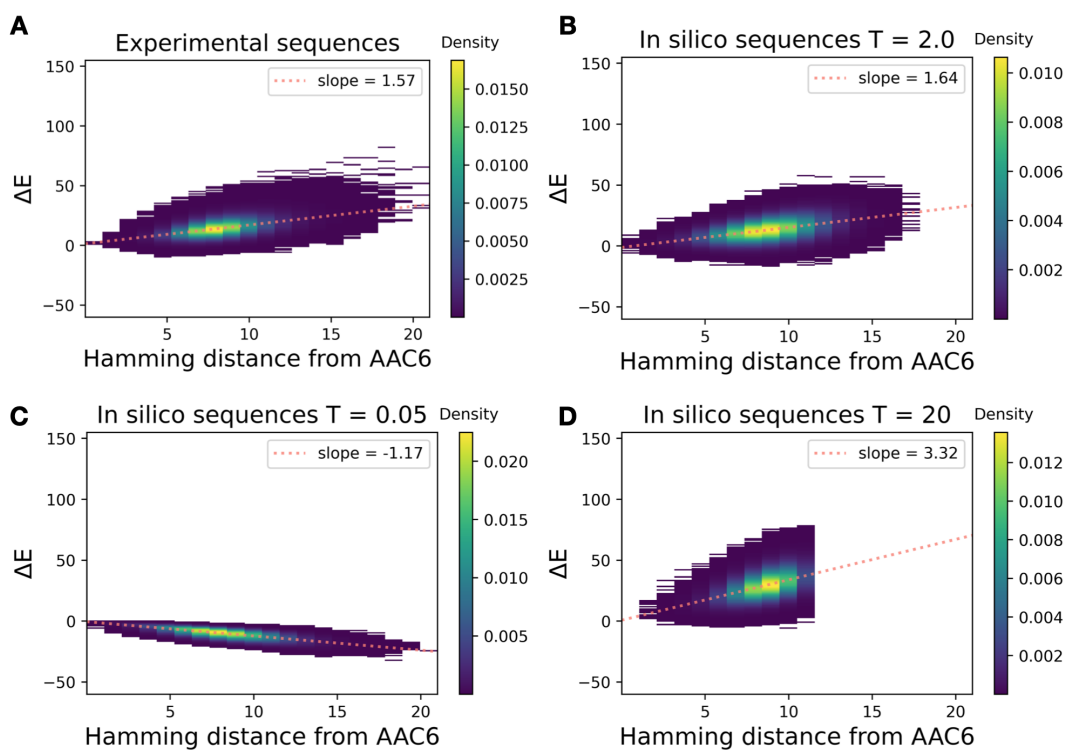 A
Experimental sequences
Density
150
100
50
0
−50
ΔE
slope = 1.57
5
10
15
20
Hamming distance from AAC6
0.0150
0.0125
0.0100
0.0075
0.0050
0.0025
B
In silico sequences T = 2.0
Density
150
100
50
0
−50
ΔE
slope = 1.64
5
10
15
20
Hamming distance from AAC6
0.010
0.008
0.006
0.004
0.002
C
In silico sequences T = 0.05
Density
150
100
50
0
−50
ΔE
slope = -1.17
5
10
15
20
Hamming distance from AAC6
0.020
0.015
0.010
0.005
D
In silico sequences T = 20
Density
150
100
50
0
−50
ΔE
slope = 3.32
5
10
15
20
Hamming distance from AAC6
0.012
0.010
0.008
0.006
0.004
0.002